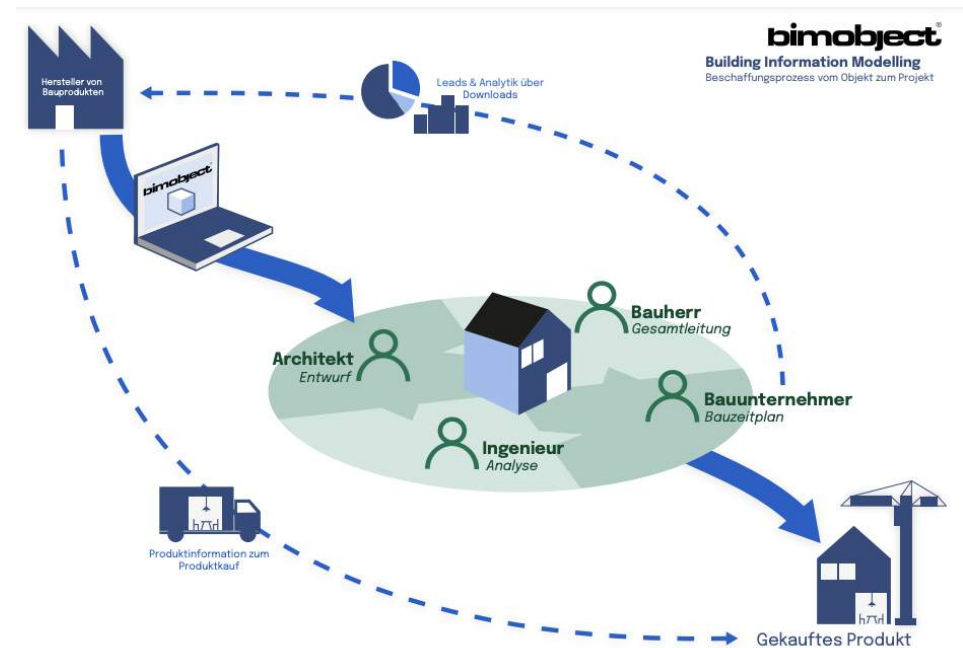 bimobject®
Building Information Modelling
Beschaffungsprozess vom Objekt zum Projekt
Hersteller von
Bauprodukten
Leads & Analytik über
Downloads
bimobject
Bauherr
Gesamtleitung
Architekt
Entwurf
Bauunternehmer
Bauzeitplan
Ingenieur
Analyse
Produktinformation zum
Produktkauf
Gekauftes Produkt